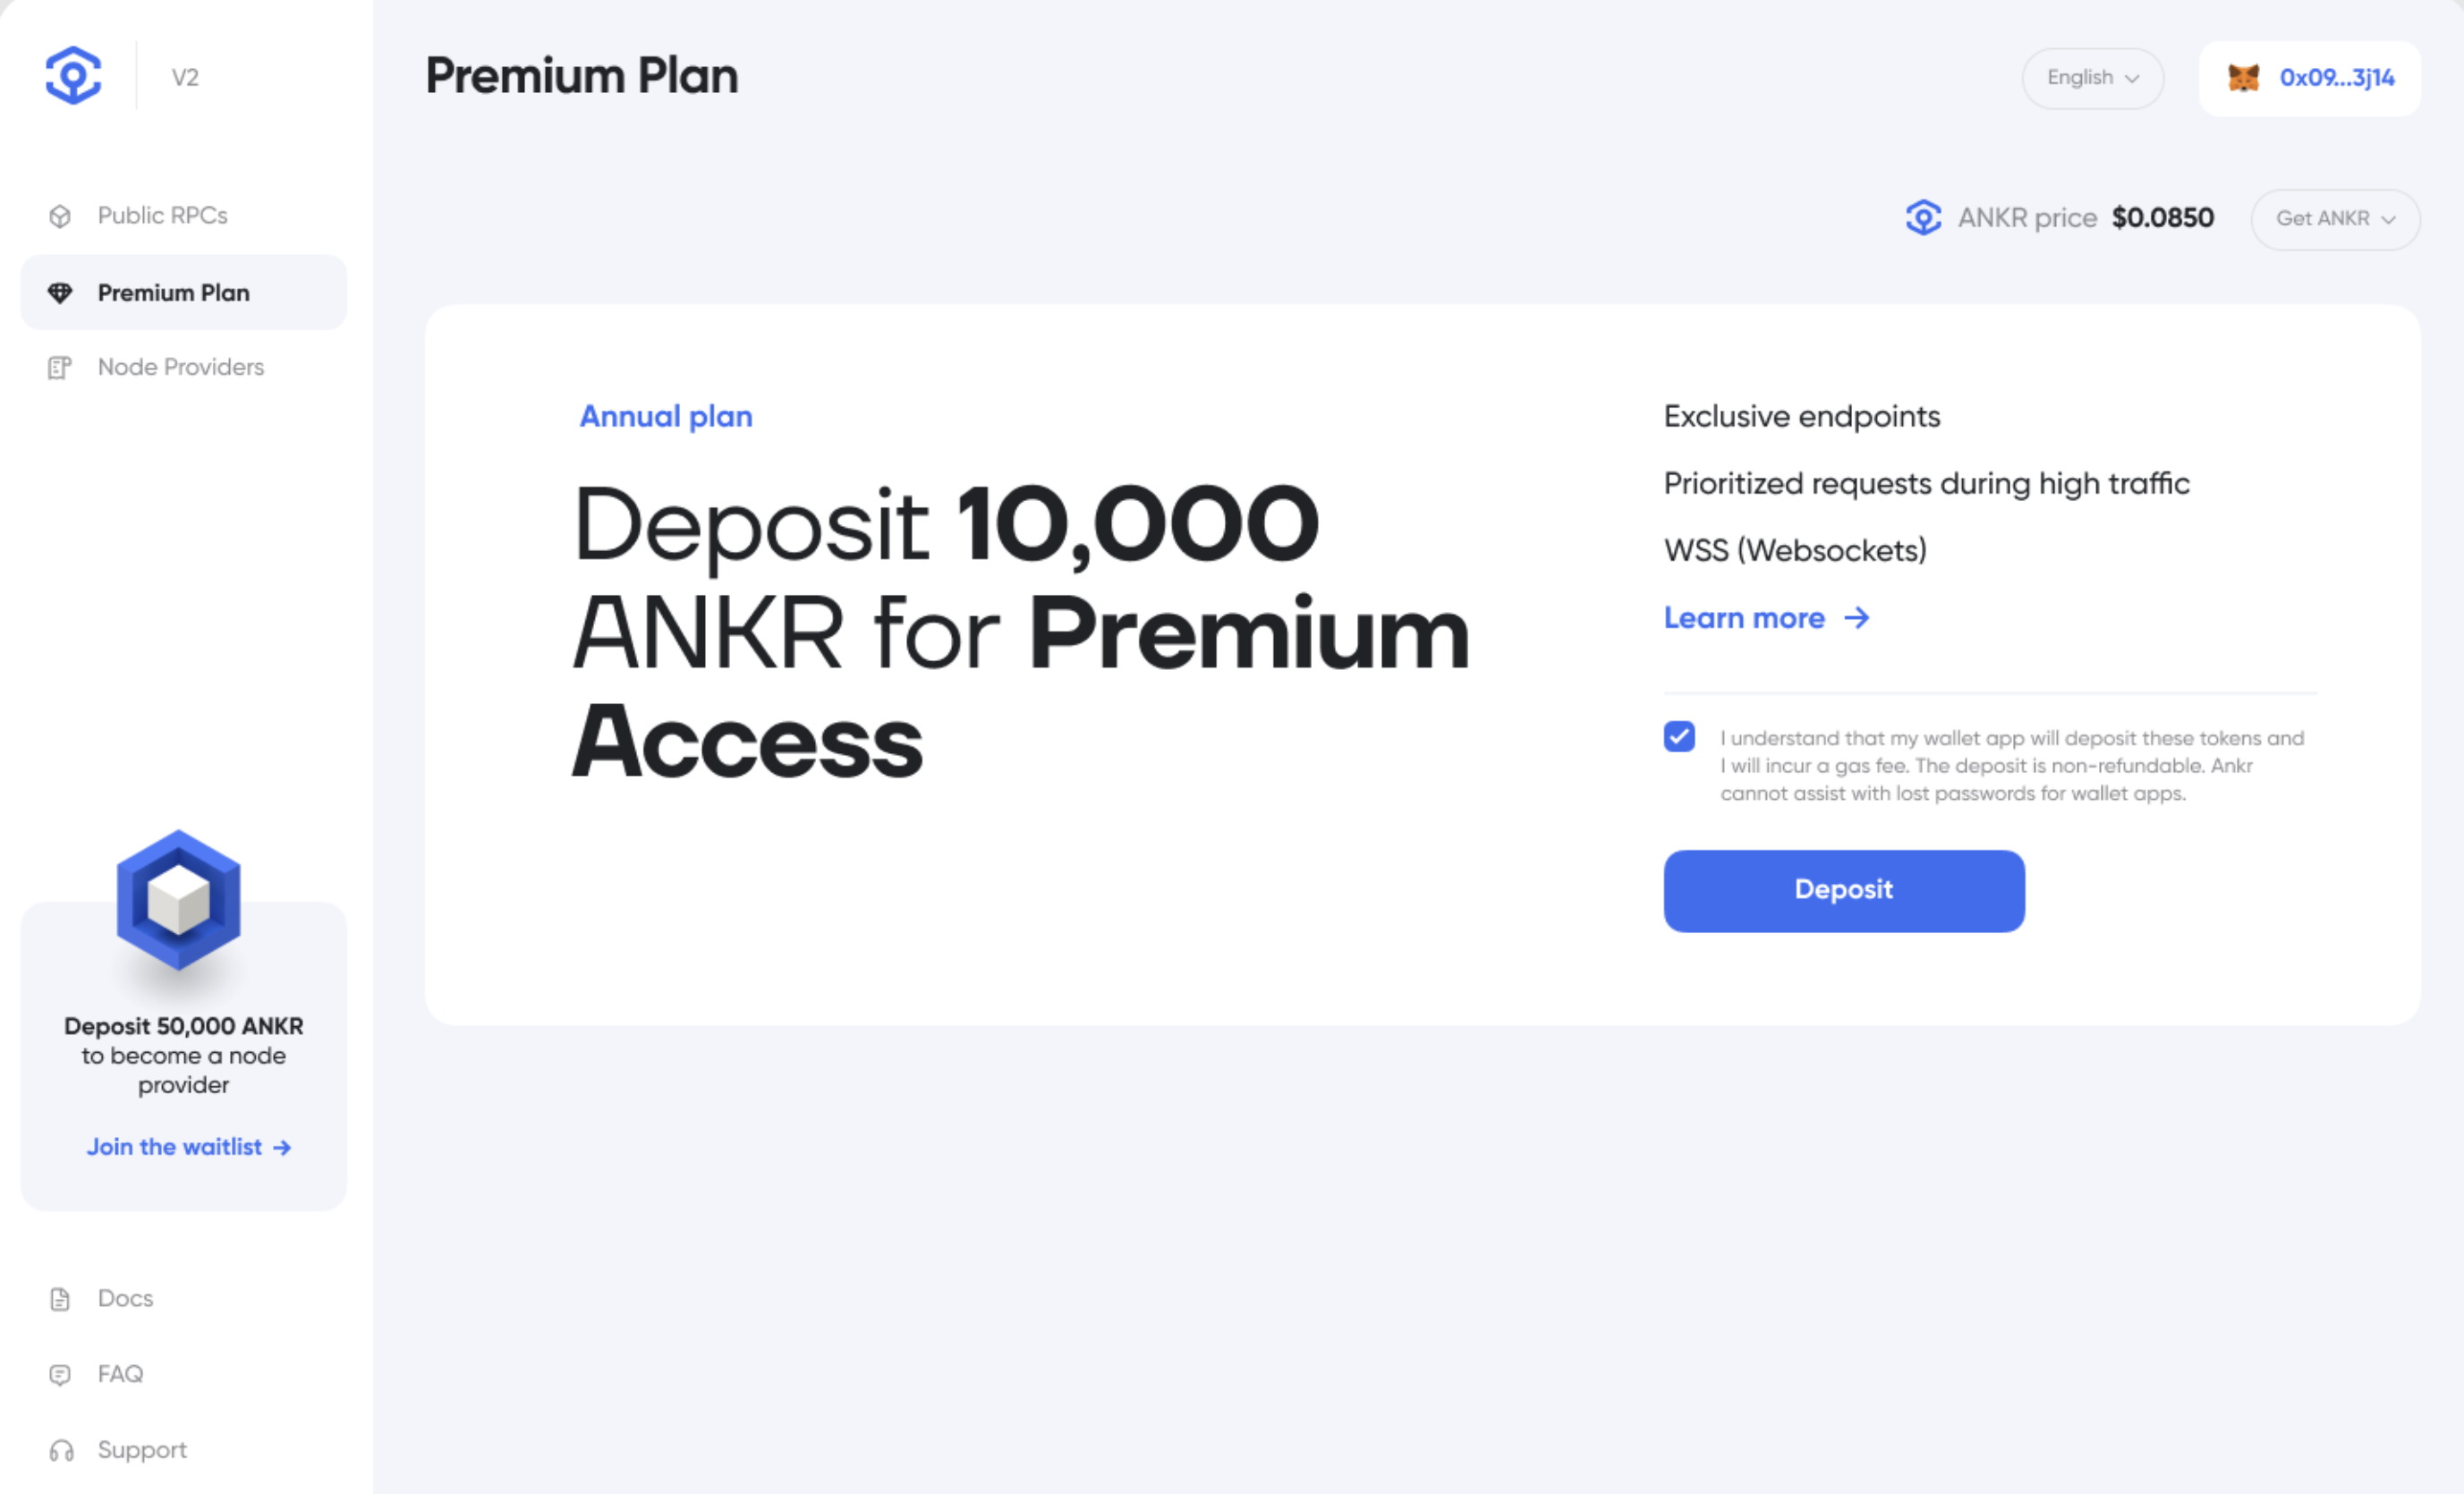 V2
Premium Plan
English
0x09...3j14
Public RPCs
Premium Plan
Node Providers
ANKR price $0.0850
Get ANKR
Annual plan
Deposit 10,000
ANKR for Premium
Access
Exclusive endpoints
Prioritized requests during high traffic
WSS (Websockets)
Learn more →
I understand that my wallet app will deposit these tokens and
I will incur a gas fee. The deposit is non-refundable. Ankr
cannot assist with lost passwords for wallet apps.
Deposit
Deposit 50,000 ANKR
to become a node
provider
Join the waitlist →
Docs
FAQ
Support